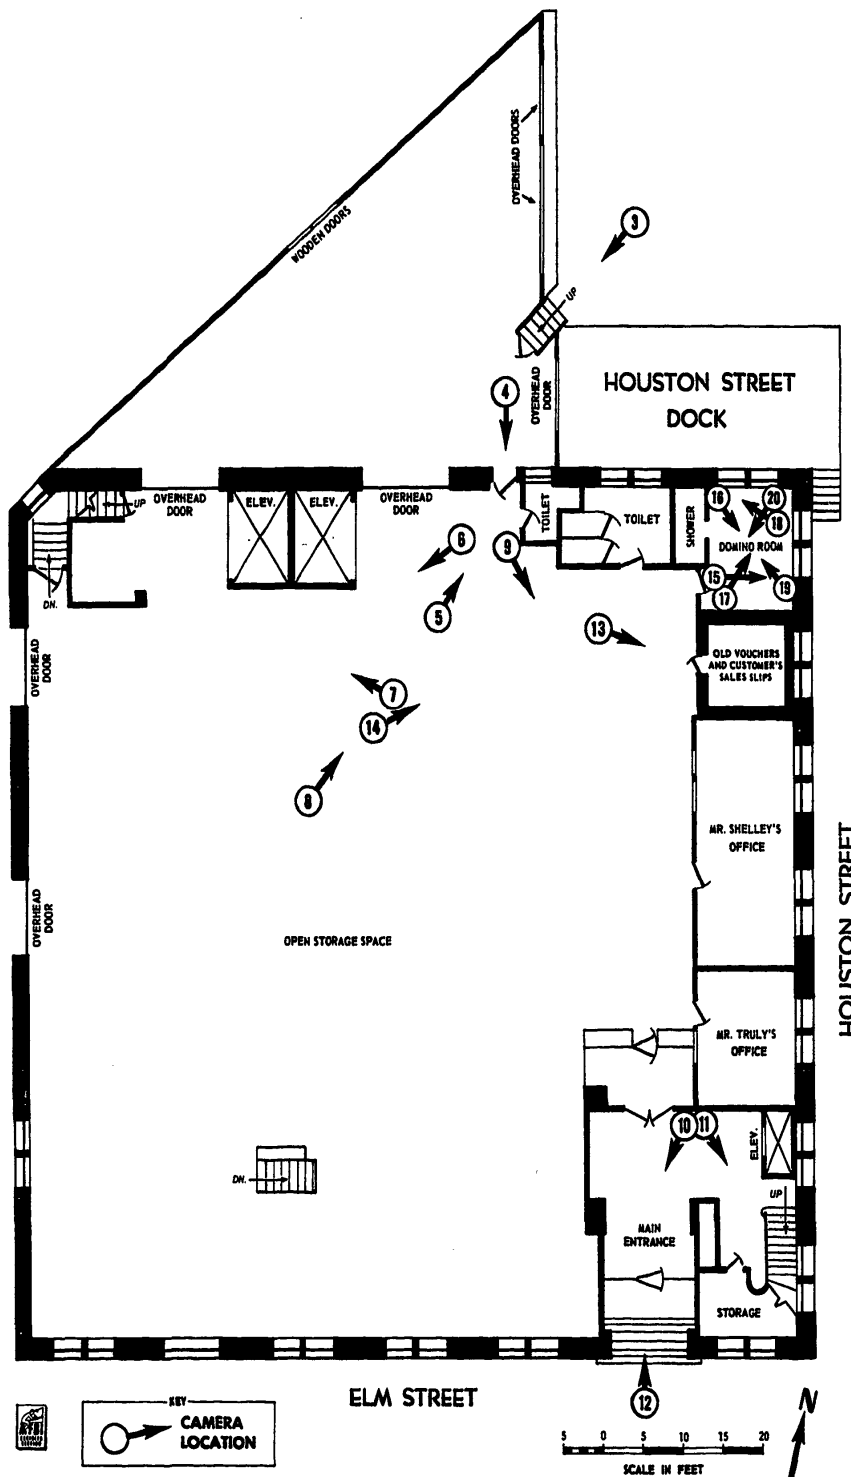 OVERHEAD DOORS
WOODEN DOORS
3
UP
HOUSTON STREET
DOCK
4
OVERHEAD
DOOR
UP
OVERHEAD
DOOR
ELEV.
ELEV.
OVERHEAD
DOOR
TOILET
TOILET
SHOWER
16
20
18
DOMINO ROOM
6
9
15
17
19
DN.
5
13
OVERHEAD
DOOR
OLD VOUCHERS
AND CUSTOMER'S
SALES SLIPS
7
14
8
MR. SHELLEY'S
OFFICE
HOUSTON STREET
OVERHEAD
DOOR
OPEN STORAGE SPACE
MR. TRULY'S
OFFICE
10
11
ELEV.
DN.
UP
MAIN
ENTRANCE
STORAGE
ELM STREET
12
N
KEY
CAMERA
LOCATION
5 0 5 10 15 20
SCALE IN FEET